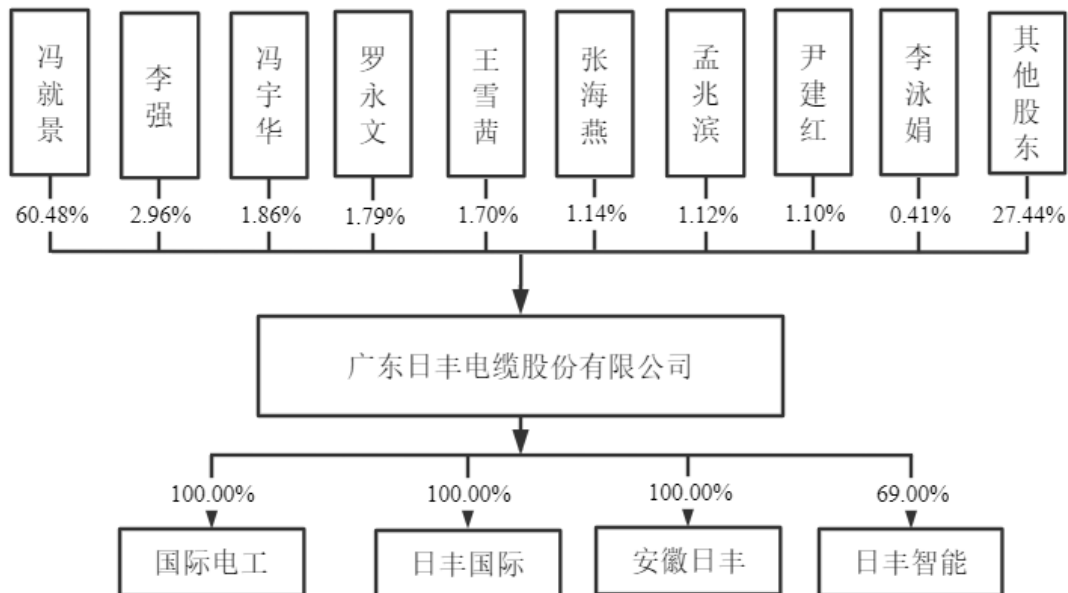 冯就景
李强
冯宇华
罗永文
王雪茜
张海燕
孟兆滨
尹建红
李泳娟
其他股东
60.48% 2.96% 1.86% 1.79% 1.70% 1.14% 1.12% 1.10% 0.41% 27.44%
广东日丰电缆股份有限公司
100.00% 100.00% 100.00% 69.00%
国际电工 日丰国际 安徽日丰 日丰智能